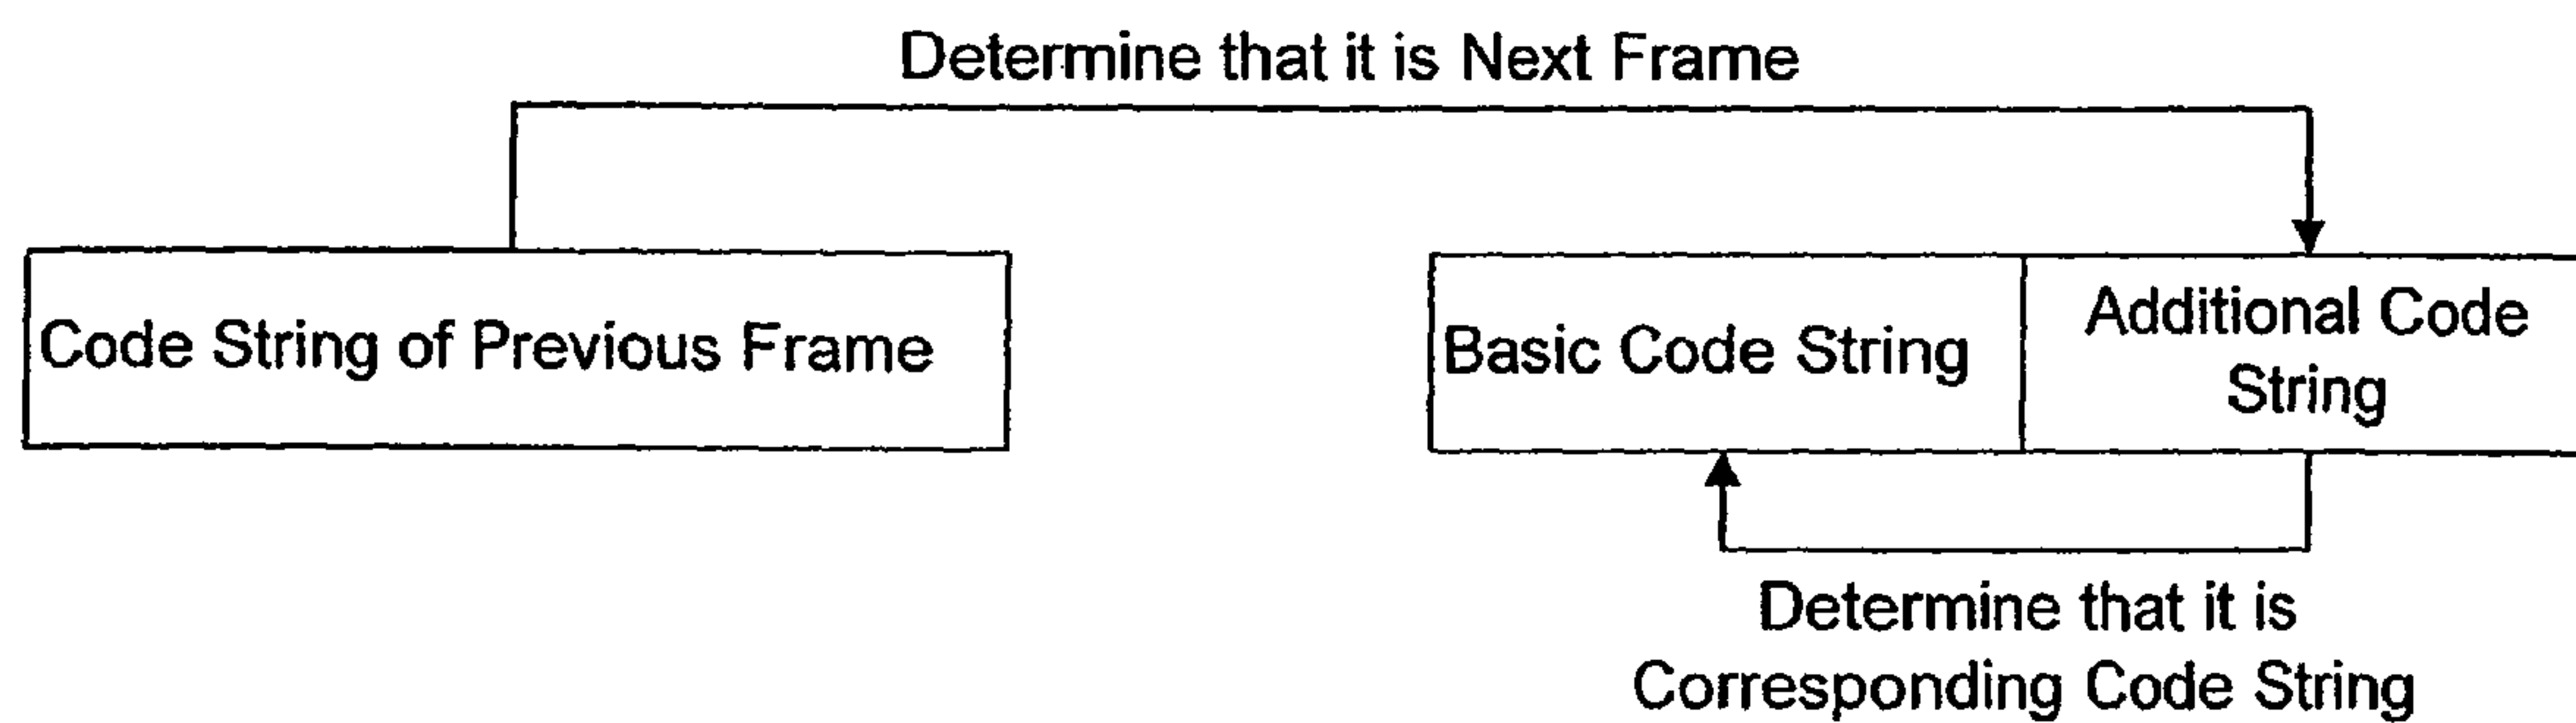 Determine that it is Next Frame
Code String of Previous Frame
Basic Code String
Additional Code
String
Determine that it is
Corresponding Code String